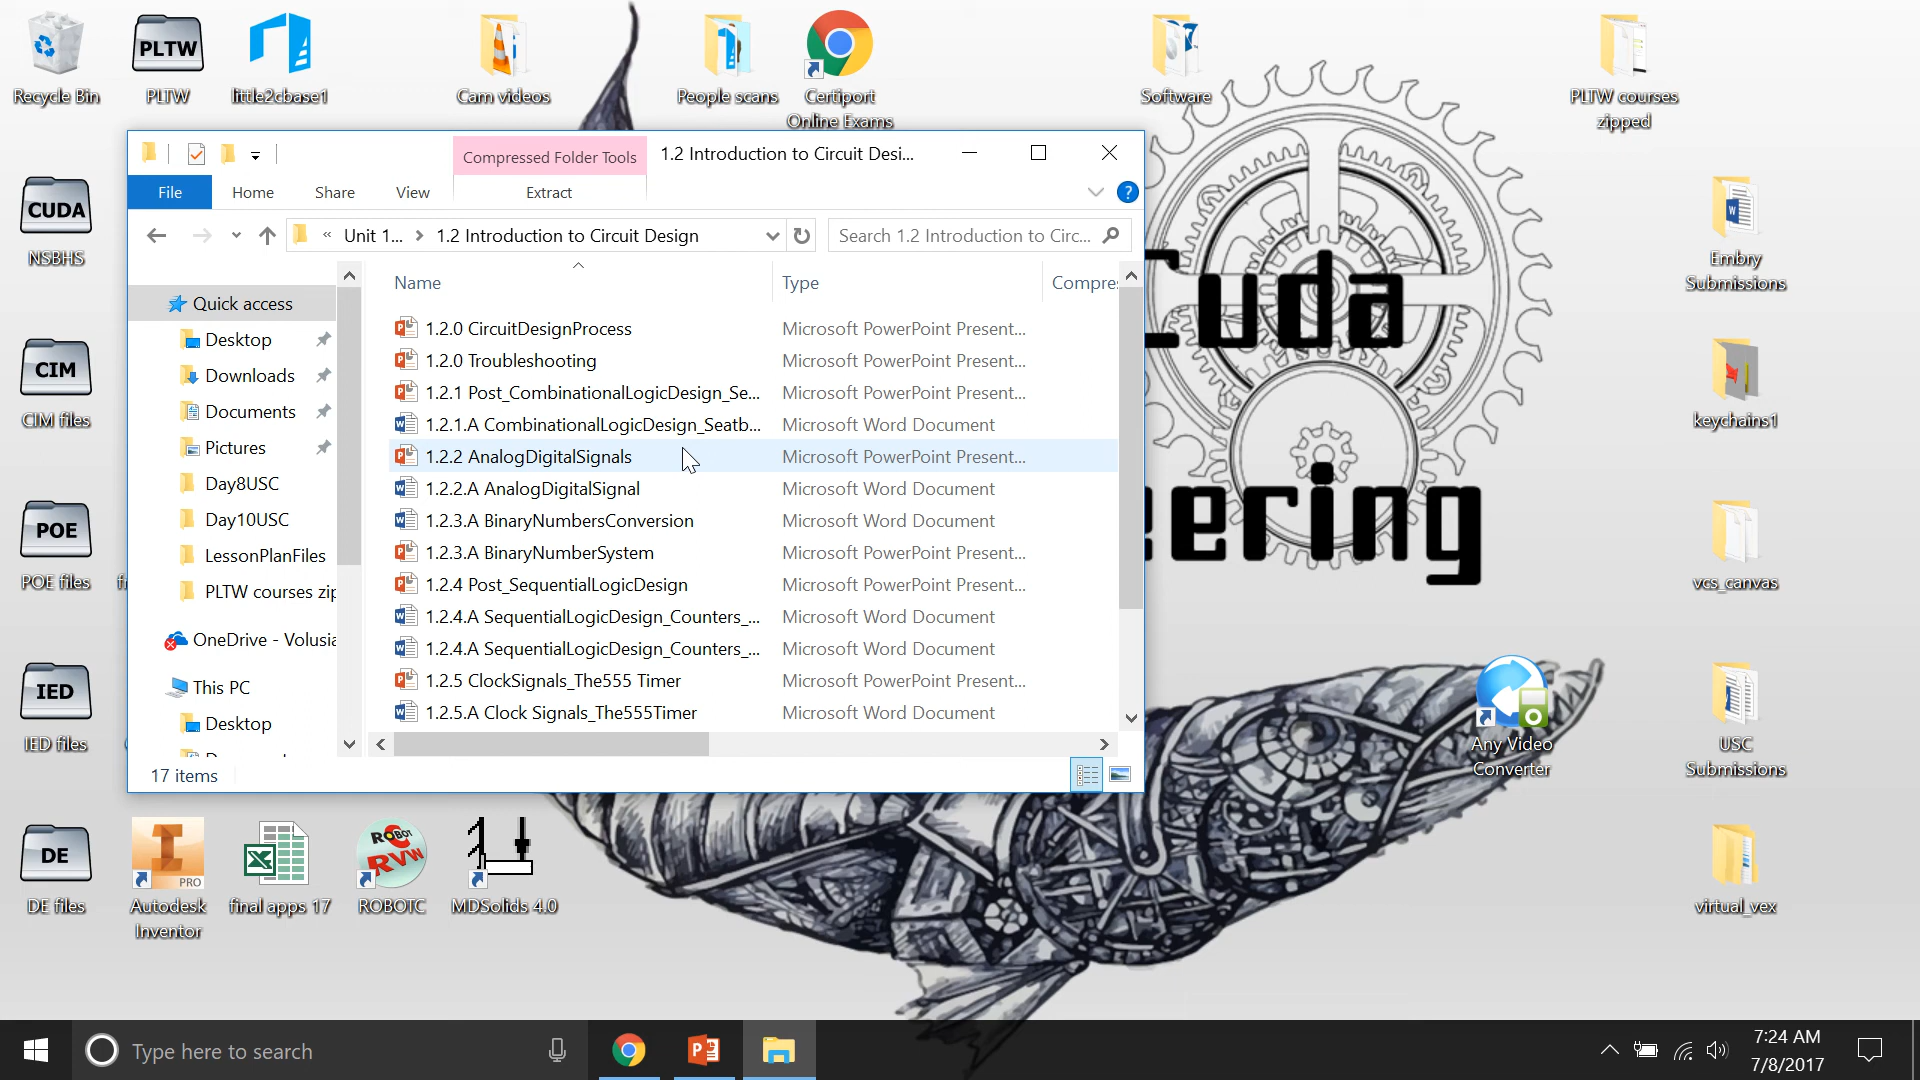 Recycle Bin
PLTW
PLTW
little2cbase1
Cam videos
People scans
Certiport
Online Exams
Software
PLTW courses
zipped
Compressed Folder Tools
1.2 Introduction to Circuit Desi...
File
Home
Share
View
Extract
?
« Unit 1... > 1.2 Introduction to Circuit Design
Search 1.2 Introduction to Circ...
Name
Type
Compre
Quick access
Desktop
Downloads
Documents
Pictures
Day8USC
Day10USC
LessonPlanFiles
PLTW courses zip
OneDrive - Volusia
This PC
Desktop
1.2.0 CircuitDesignProcess Microsoft PowerPoint Present...
1.2.0 Troubleshooting Microsoft PowerPoint Present...
1.2.1 Post_CombinationalLogicDesign_Se... Microsoft PowerPoint Present...
1.2.1.A CombinationalLogicDesign_Seatb... Microsoft Word Document
1.2.2 AnalogDigitalSignals Microsoft PowerPoint Present...
1.2.2.A AnalogDigitalSignal Microsoft Word Document
1.2.3.A BinaryNumbersConversion Microsoft Word Document
1.2.3.A BinaryNumberSystem Microsoft PowerPoint Present...
1.2.4 Post_SequentialLogicDesign Microsoft PowerPoint Present...
1.2.4.A SequentialLogicDesign_Counters_... Microsoft Word Document
1.2.4.A SequentialLogicDesign_Counters_... Microsoft Word Document
1.2.5 ClockSignals_The555 Timer Microsoft PowerPoint Present...
1.2.5.A Clock Signals_The555Timer Microsoft Word Document
17 items
CUDA
NSBHS
CIM
CIM files
POE
POE files
IED
IED files
DE
DE files
PRO
Autodesk
Inventor
final apps 17
ROBOT
RVW
ROBOTC
MDSolids 4.0
Cuda
eering
Embry
Submissions
keychains1
vcs_canvas
Any Video
Converter
USC
Submissions
virtual_vex
Type here to search
7:24 AM
7/8/2017